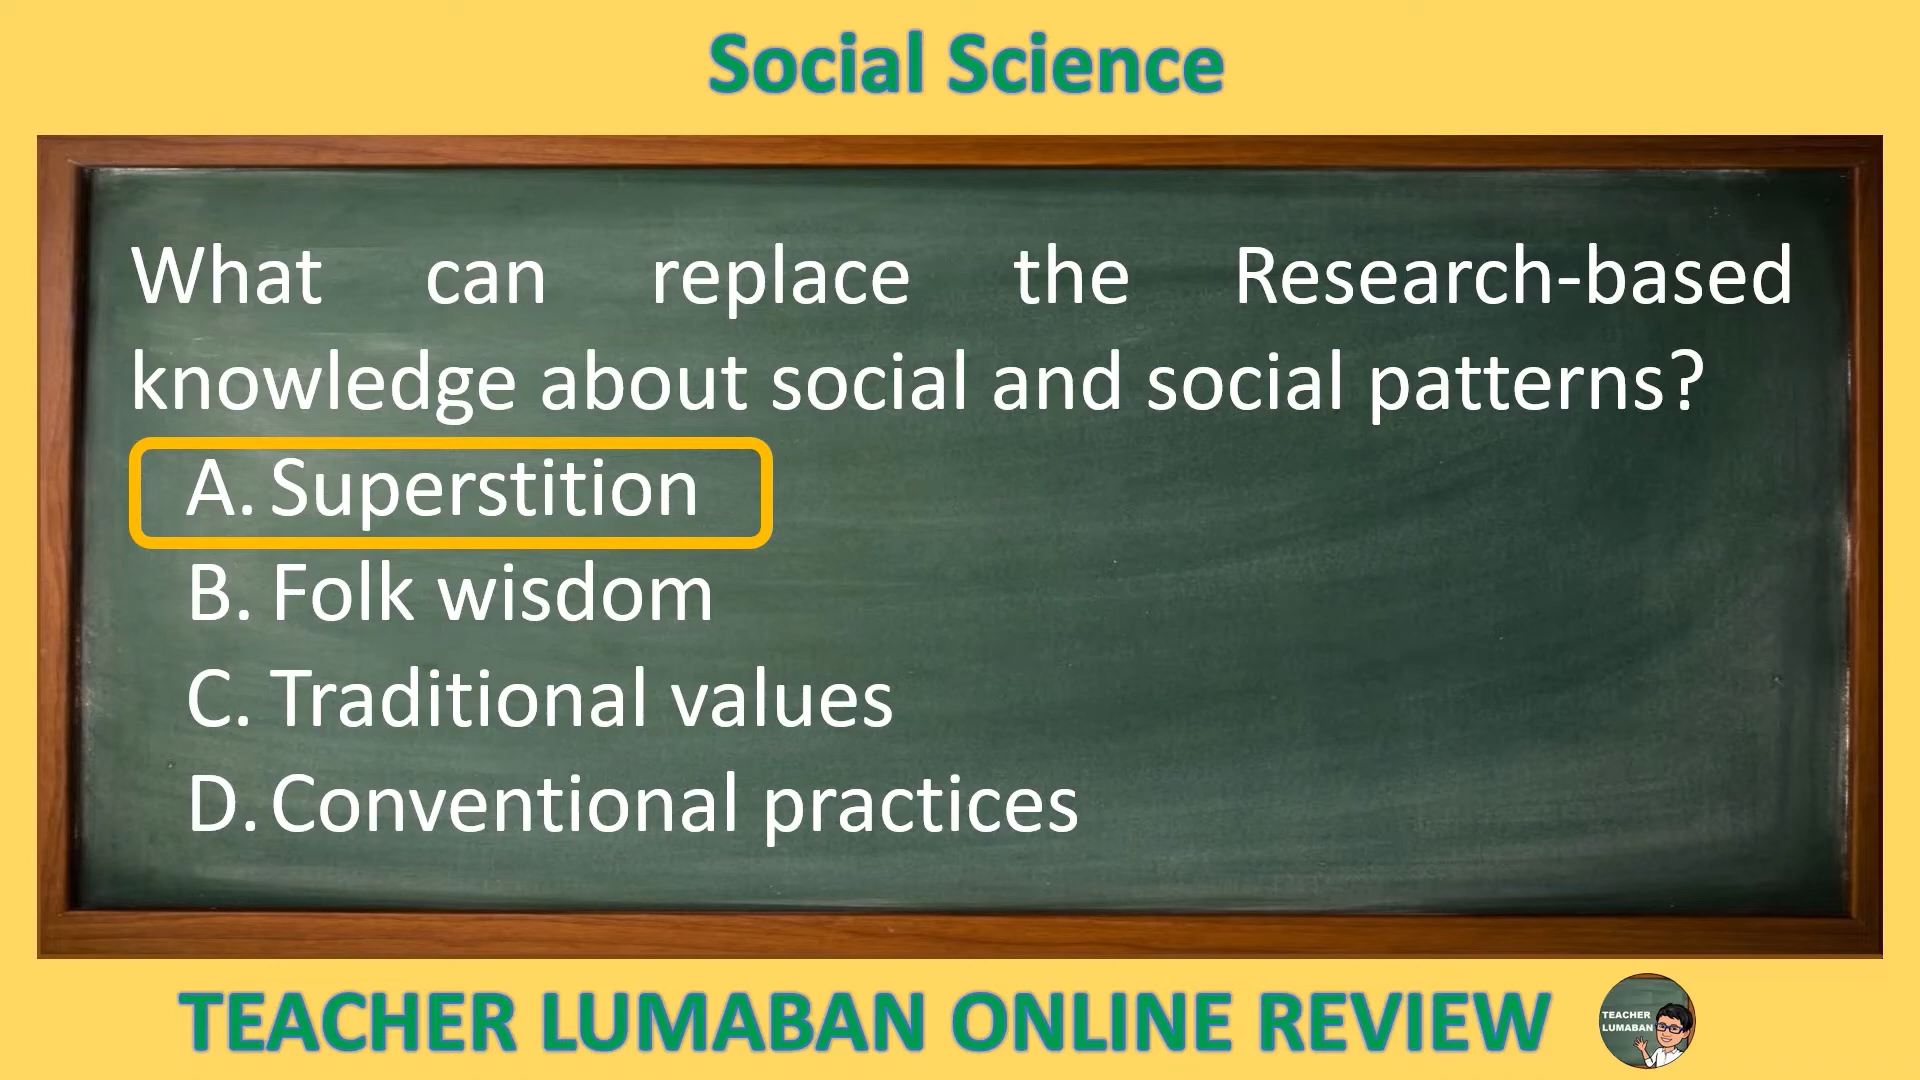 Social Science
What can replace the Research-based
knowledge about social and social patterns?
A. Superstition
B. Folk wisdom
C. Traditional values
D. Conventional practices
TEACHER LUMABAN ONLINE REVIEW
TEACHER
LUMABAN